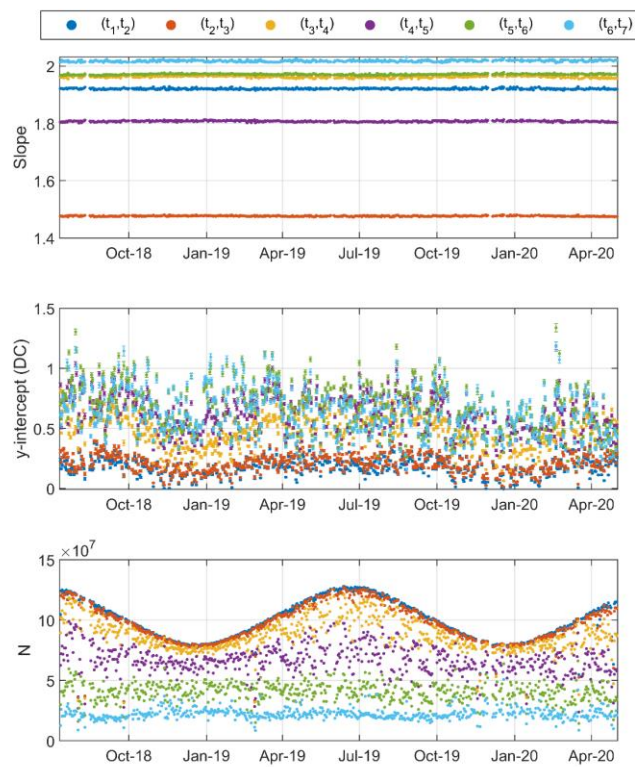 (t₁,t₂) (t₂,t₃) (t₃,t₄) (t₄,t₅) (t₅,t₆) (t₆,t₇)
2
1.8
1.6
1.4
Slope
Oct-18 Jan-19 Apr-19 Jul-19 Oct-19 Jan-20 Apr-20
1.5
1
0.5
0
y-intercept (DC)
Oct-18 Jan-19 Apr-19 Jul-19 Oct-19 Jan-20 Apr-20
×10⁷
15
10
5
0
N
Oct-18 Jan-19 Apr-19 Jul-19 Oct-19 Jan-20 Apr-20